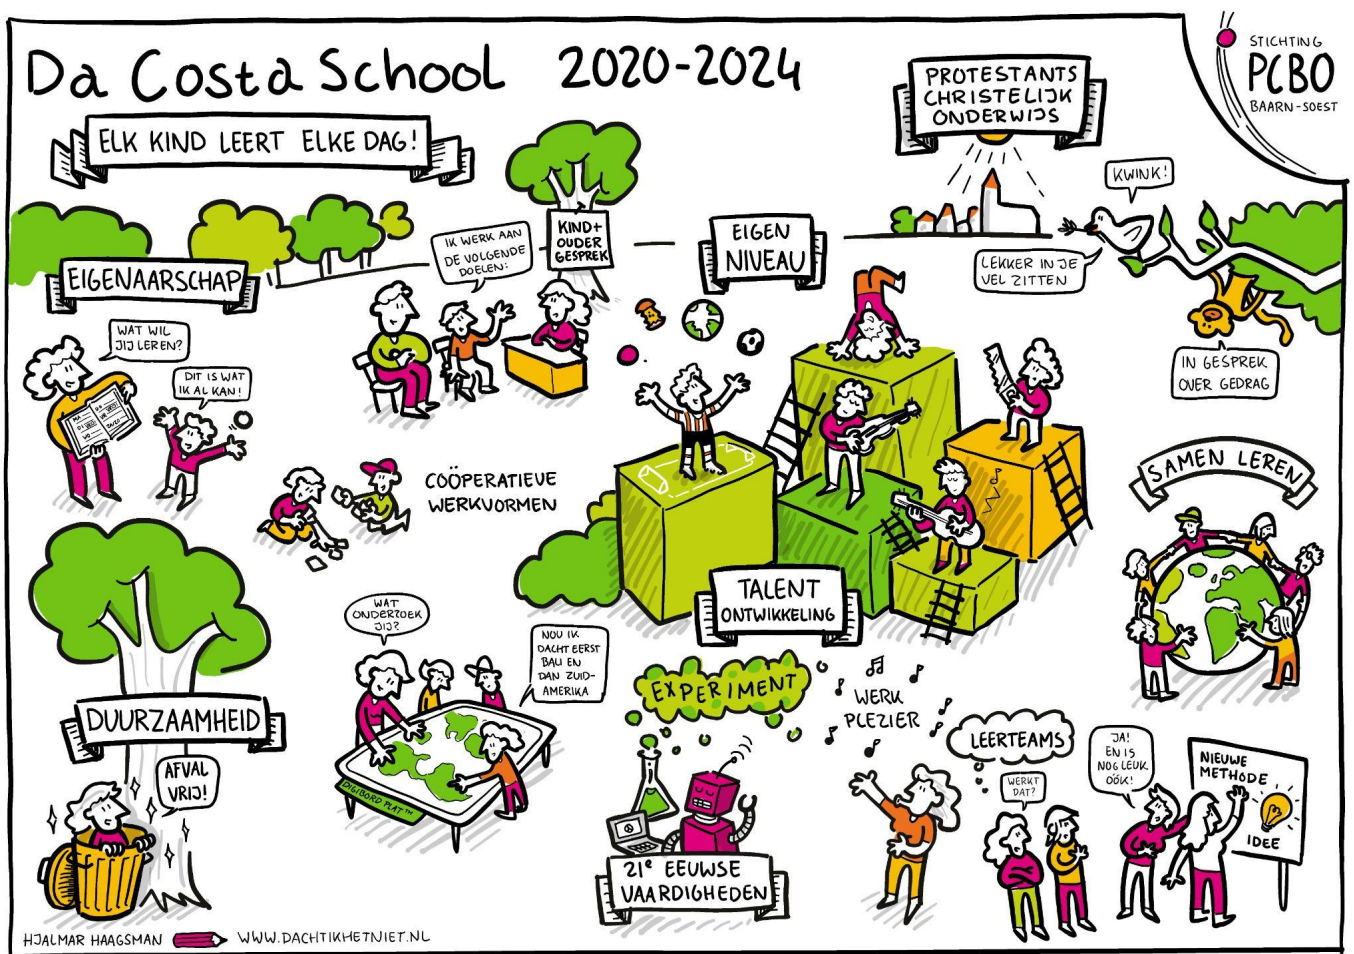 Da Costa School 2020-2024
STICHTING
PCBO
BAARN-SOEST
PROTESTANTS
CHRISTELIJK
ONDERWIJS
ELK KIND LEERT ELKE DAG!
KWINK!
KIND+
OUDER
GESPREK
IK WERK AAN
DE VOLGENDE
DOELEN:
EIGEN
NIVEAU
LEKKER IN JE
VEL ZITTEN
EIGENAARSCHAP
WAT WIL
JIJ LEREN?
DIT IS WAT
IK AL KAN!
IN GESPREK
OVER GEDRAG
COÖPERATIEVE
WERKVORMEN
SAMEN LEREN
TALENT
ONTWIKKELING
WAT
ONDERZOEK
JIJ?
NOU IK
DACHT EERST
BALI EN
DAN ZUID-
AMERIKA
DIGIBORD PLAT™
DUURZAAMHEID
AFVAL
VRIJ!
EXPERIMENT
WERK
PLEZIER
21e EEUWSE
VAARDIGHEDEN
LEERTEAMS
WERKT
DAT?
JA!
EN IS
NOG LEUK
OÓK!
NIEUWE
METHODE
IDEE
HJALMAR HAAGSMAN WWW.DACHTIKHETNIET.NL